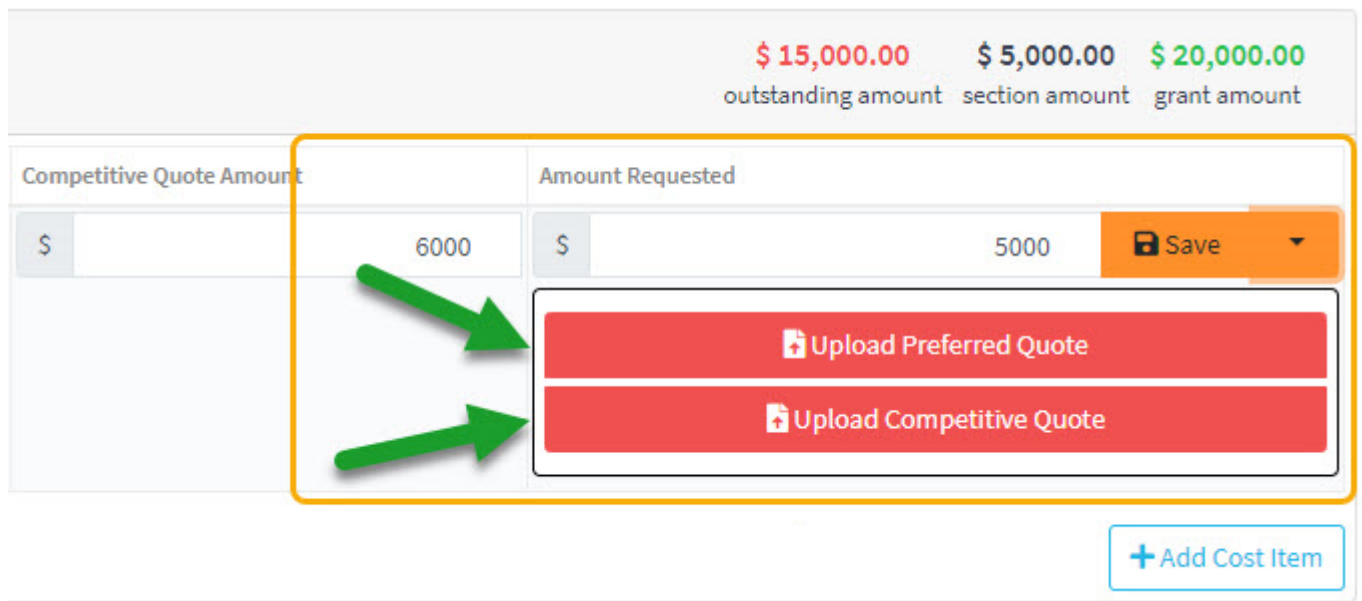 $ 15,000.00 $ 5,000.00 $ 20,000.00
outstanding amount section amount grant amount
Competitive Quote Amount Amount Requested
$ 6000 $ 5000 Save
Upload Preferred Quote
Upload Competitive Quote
+ Add Cost Item